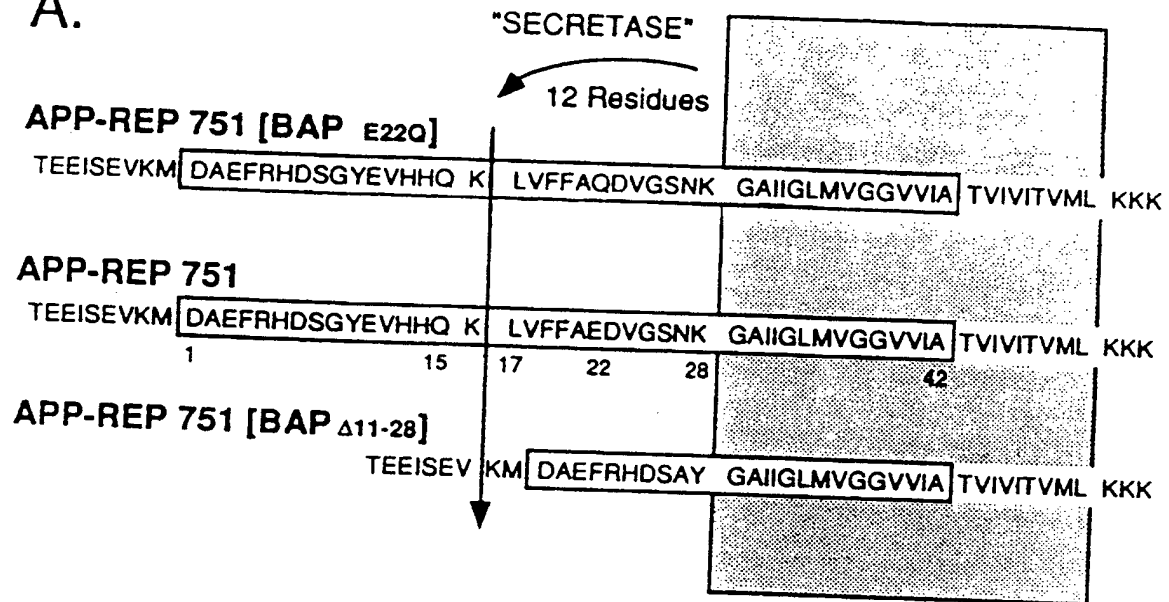 A.
"SECRETASE"
12 Residues
APP-REP 751 [BAP E22Q]
TEEISEVKM DAEFRHDSGYEVHHQ K LVFFAQDVGSNK GAIIGLMVGGVVIA TVIVITVML KKK
APP-REP 751
TEEISEVKM DAEFRHDSGYEVHHQ K LVFFAEDVGSNK GAIIGLMVGGVVIA TVIVITVML KKK
1 15 17 22 28 42
APP-REP 751 [BAP Δ11-28]
TEEISEV KM DAEFRHDSAY GAIIGLMVGGVVIA TVIVITVML KKK